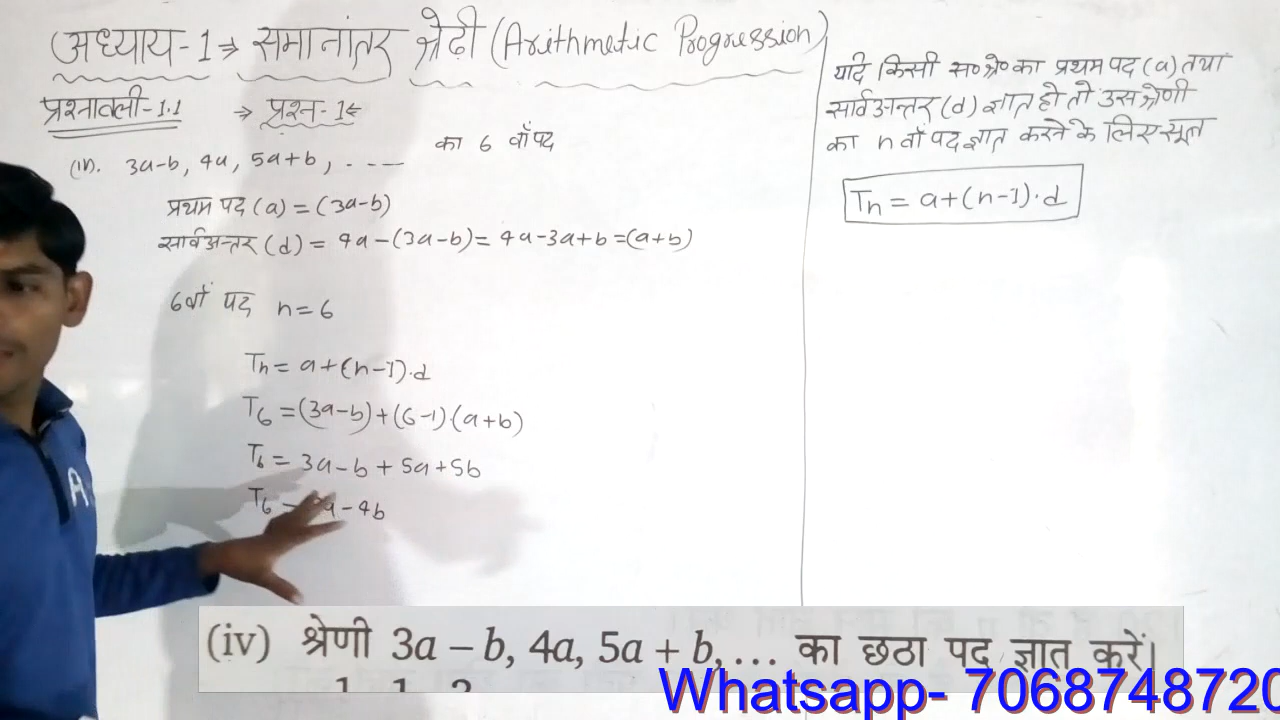 अध्याय-1⇒ समानांतर श्रेढ़ी (Arithmetic Progression)
प्रश्नावली-1.1 → प्रश्न-1⇐
(iv). 3a-b, 4a, 5a+b, ---- का 6 वाँ पद
प्रथम पद (a) = (3a-b)
सार्वअन्तर (d) = 4a-(3a-b) = 4a-3a+b = (a+b)
6वाँ पद n=6
Tn = a+(n-1).d
T6 = (3a-b)+(6-1).(a+b)
T6 = 3a-b+5a+5b
T6 = a-4b
यदि किसी स०श्रे० का प्रथम पद (a) तथा
सार्वअन्तर (d) ज्ञात हो तो उस श्रेणी
का n वाँ पद ज्ञात करने के लिए सूत्र
Tn = a+(n-1).d
(iv) श्रेणी 3a – b, 4a, 5a + b, … का छठा पद ज्ञात करें।
Whatsapp- 706874872
A